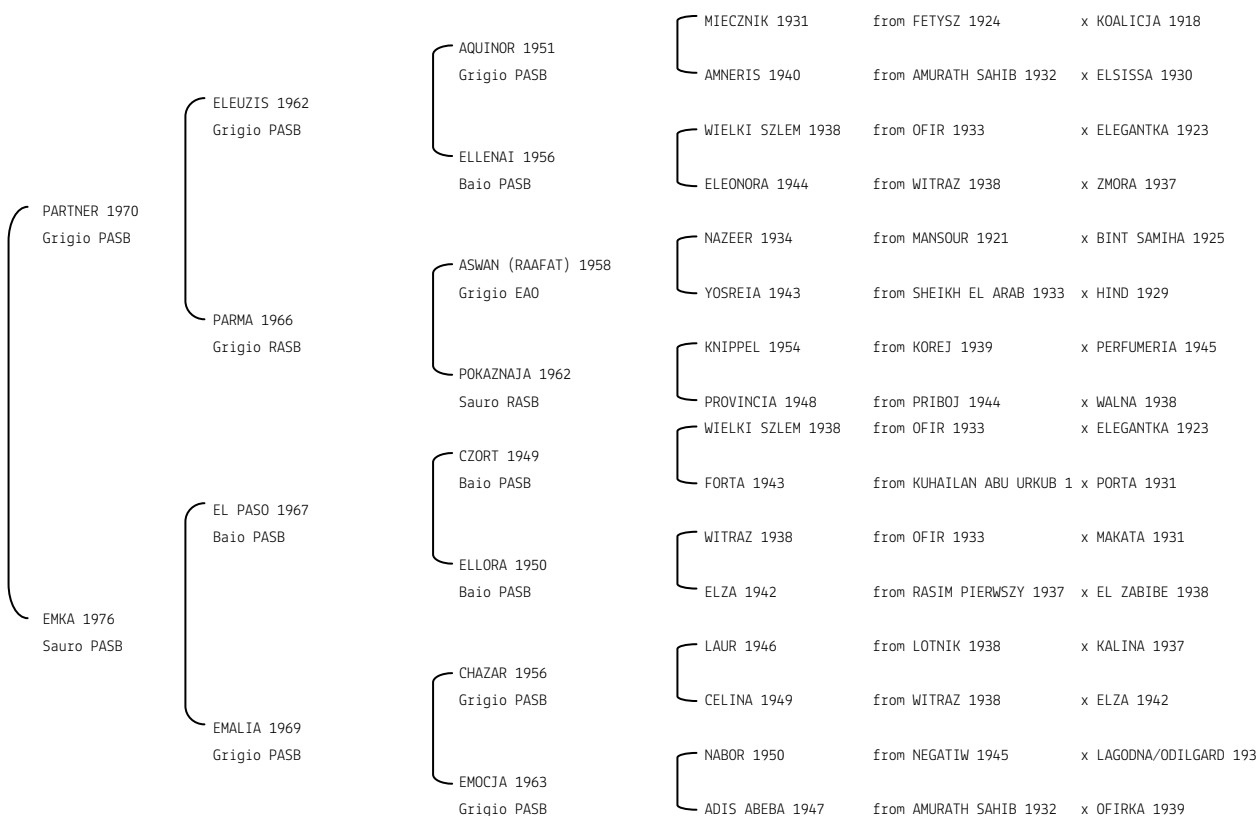 MIECZNIK 1931 from FETYSZ 1924 x KOALICJA 1918
AQUINOR 1951
Grigio PASB AMNERIS 1940 from AMURATH SAHIB 1932 x ELSISSA 1930
ELEUZIS 1962
Grigio PASB WIELKI SZLEM 1938 from OFIR 1933 x ELEGANTKA 1923
ELLENAI 1956
Baio PASB ELEONORA 1944 from WITRAZ 1938 x ZMORA 1937
PARTNER 1970
Grigio PASB NAZEER 1934 from MANSOUR 1921 x BINT SAMIHA 1925
ASWAN (RAAFAT) 1958
Grigio EAO YOSREIA 1943 from SHEIKH EL ARAB 1933 x HIND 1929
PARMA 1966
Grigio RASB KNIPPEL 1954 from KOREJ 1939 x PERFUMERIA 1945
POKAZNAJA 1962
Sauro RASB PROVINCIA 1948 from PRIBOJ 1944 x WALNA 1938
WIELKI SZLEM 1938 from OFIR 1933 x ELEGANTKA 1923
CZORT 1949
Baio PASB FORTA 1943 from KUHAILAN ABU URKUB 1 x PORTA 1931
EL PASO 1967
Baio PASB WITRAZ 1938 from OFIR 1933 x MAKATA 1931
ELLORA 1950
Baio PASB ELZA 1942 from RASIM PIERWSZY 1937 x EL ZABIBE 1938
EMKA 1976
Sauro PASB LAUR 1946 from LOTNIK 1938 x KALINA 1937
CHAZAR 1956
Grigio PASB CELINA 1949 from WITRAZ 1938 x ELZA 1942
EMALIA 1969
Grigio PASB NABOR 1950 from NEGATIW 1945 x LAGODNA/ODILGARD 193
EMOCJA 1963
Grigio PASB ADIS ABEBA 1947 from AMURATH SAHIB 1932 x OFIRKA 1939